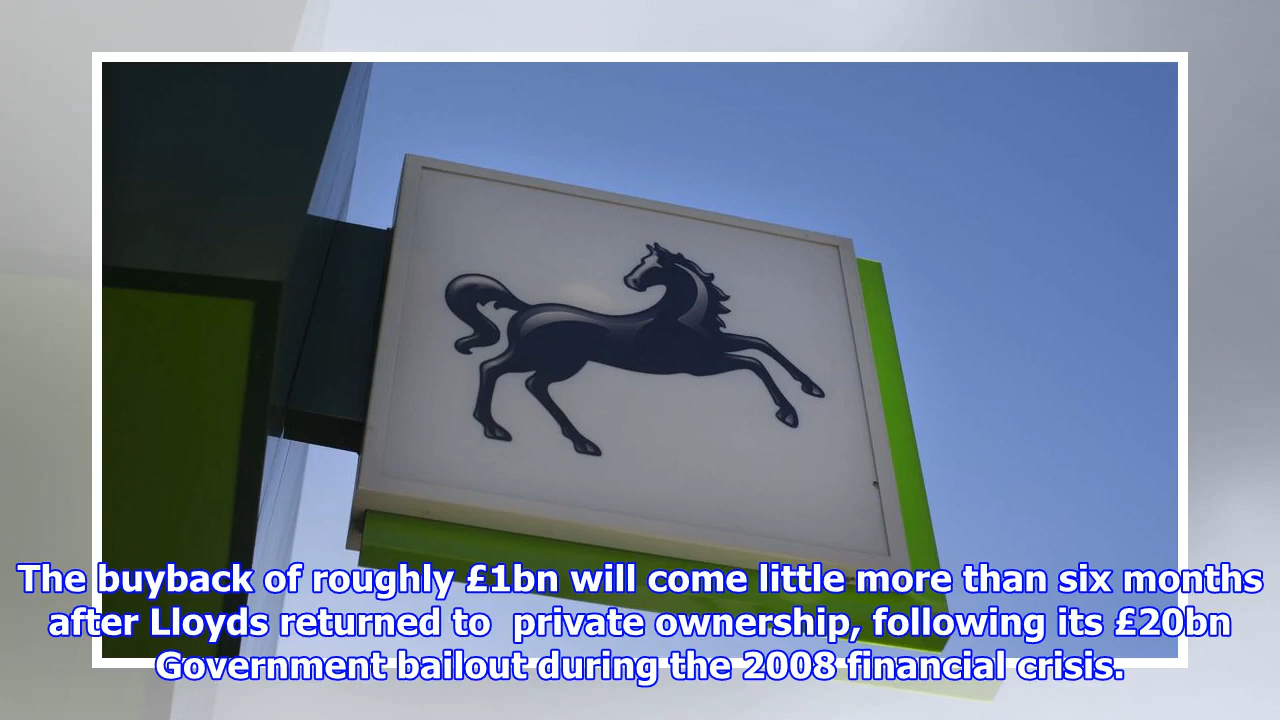 The buyback of roughly £1bn will come little more than six months
after Lloyds returned to  private ownership, following its £20bn
Government bailout during the 2008 financial crisis.